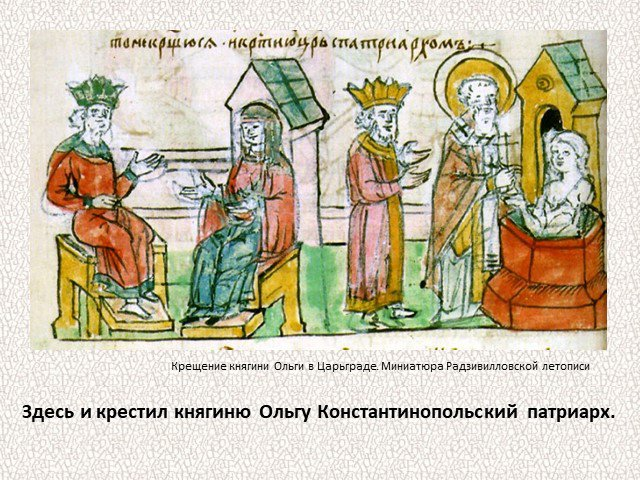 Крещение княгини Ольги в Царьграде. Миниатюра Радзивилловской летописи
Здесь и крестил княгиню Ольгу Константинопольский патриарх.